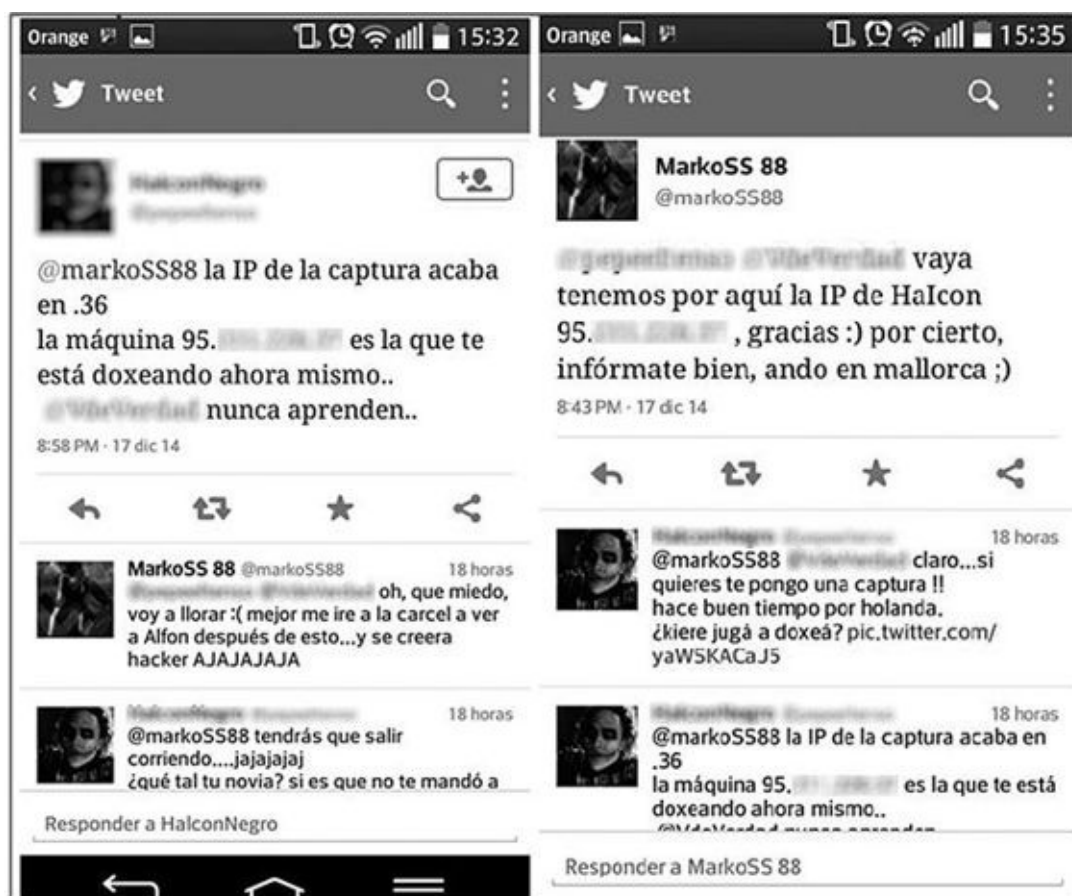 Orange 15:32
Tweet
@markoSS88 la IP de la captura acaba
en .36
la máquina 95. es la que te
está doxeando ahora mismo..
nunca aprenden..
8:58 PM · 17 dic 14
MarkoSS 88 @markoSS88 18 horas
oh, que miedo,
voy a llorar :( mejor me ire a la carcel a ver
a Alfon después de esto...y se creera
hacker AJAJAJAJA
18 horas
@markoSS88 tendrás que salir
corriendo....jajajajaj
¿qué tal tu novia? si es que no te mandó a
Responder a HalconNegro
Orange 15:35
Tweet
MarkoSS 88
@markoSS88
vaya
tenemos por aquí la IP de HaIcon
95. , gracias :) por cierto,
infórmate bien, ando en mallorca ;)
8:43 PM · 17 dic 14
18 horas
@markoSS88 claro...si
quieres te pongo una captura !!
hace buen tiempo por holanda.
¿kiere jugá a doxeá? pic.twitter.com/
yaW5KACaJ5
18 horas
@markoSS88 la IP de la captura acaba en
.36
la máquina 95. es la que te está
doxeando ahora mismo..
@VdeVerdad nunca aprenden
Responder a MarkoSS 88